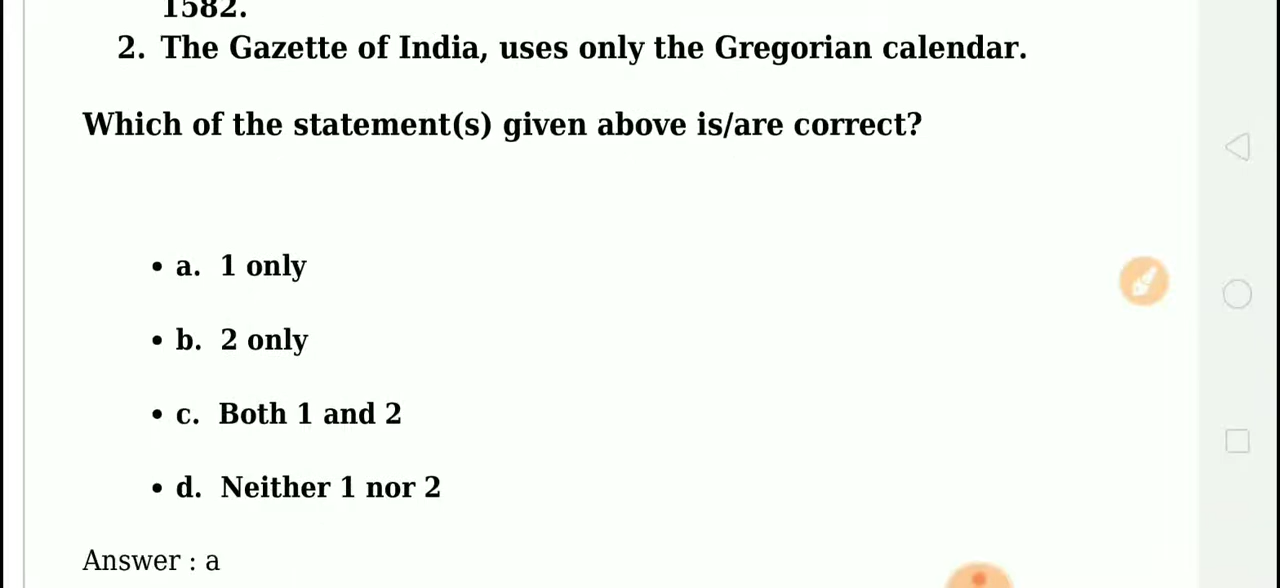 1582.
2. The Gazette of India, uses only the Gregorian calendar.
Which of the statement(s) given above is/are correct?
• a. 1 only
• b. 2 only
• c. Both 1 and 2
• d. Neither 1 nor 2
Answer : a